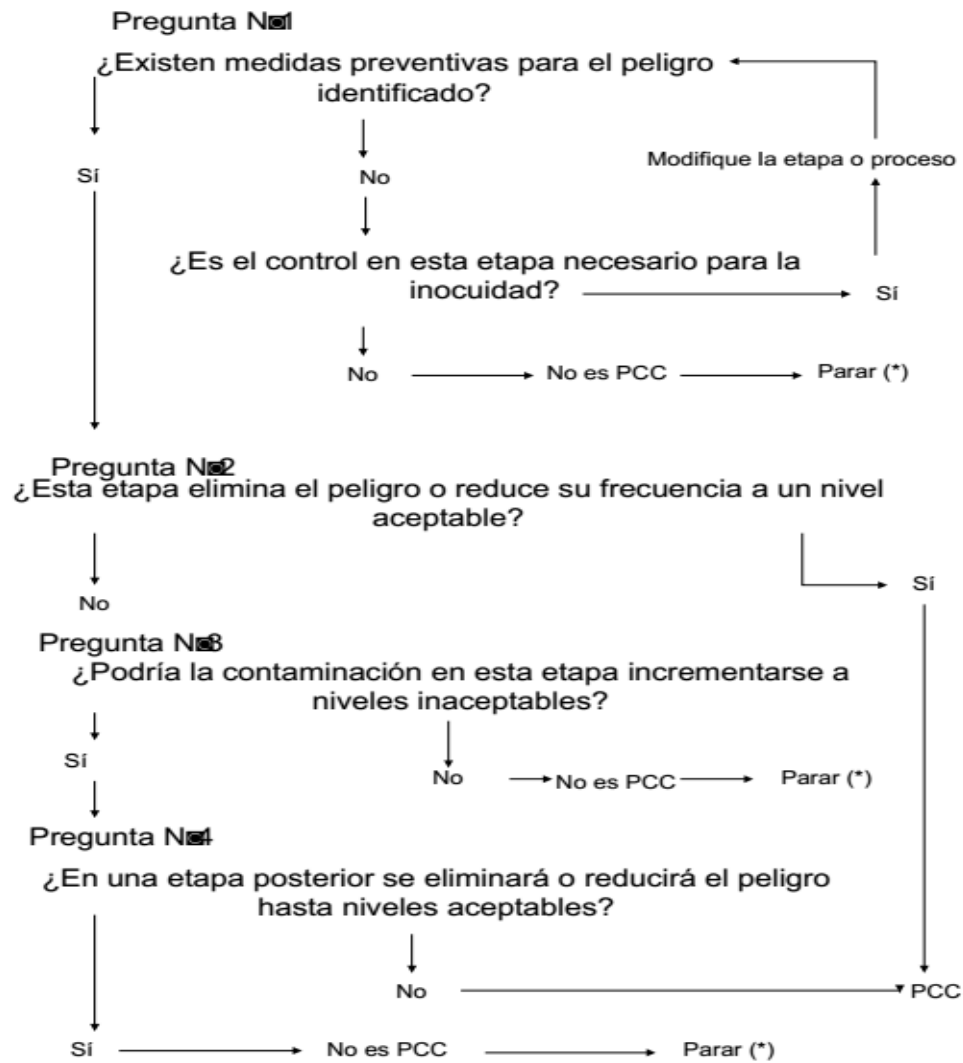 Pregunta N
¿Existen medidas preventivas para el peligro
identificado?
Modifique la etapa o proceso
Sí
No
¿Es el control en esta etapa necesario para la
inocuidad?
Sí
No
No es PCC
Parar (*)
Pregunta N
¿Esta etapa elimina el peligro o reduce su frecuencia a un nivel
aceptable?
Sí
No
Pregunta N
¿Podría la contaminación en esta etapa incrementarse a
niveles inaceptables?
Sí
No
No es PCC
Parar (*)
Pregunta N
¿En una etapa posterior se eliminará o reducirá el peligro
hasta niveles aceptables?
No
PCC
Sí
No es PCC
Parar (*)